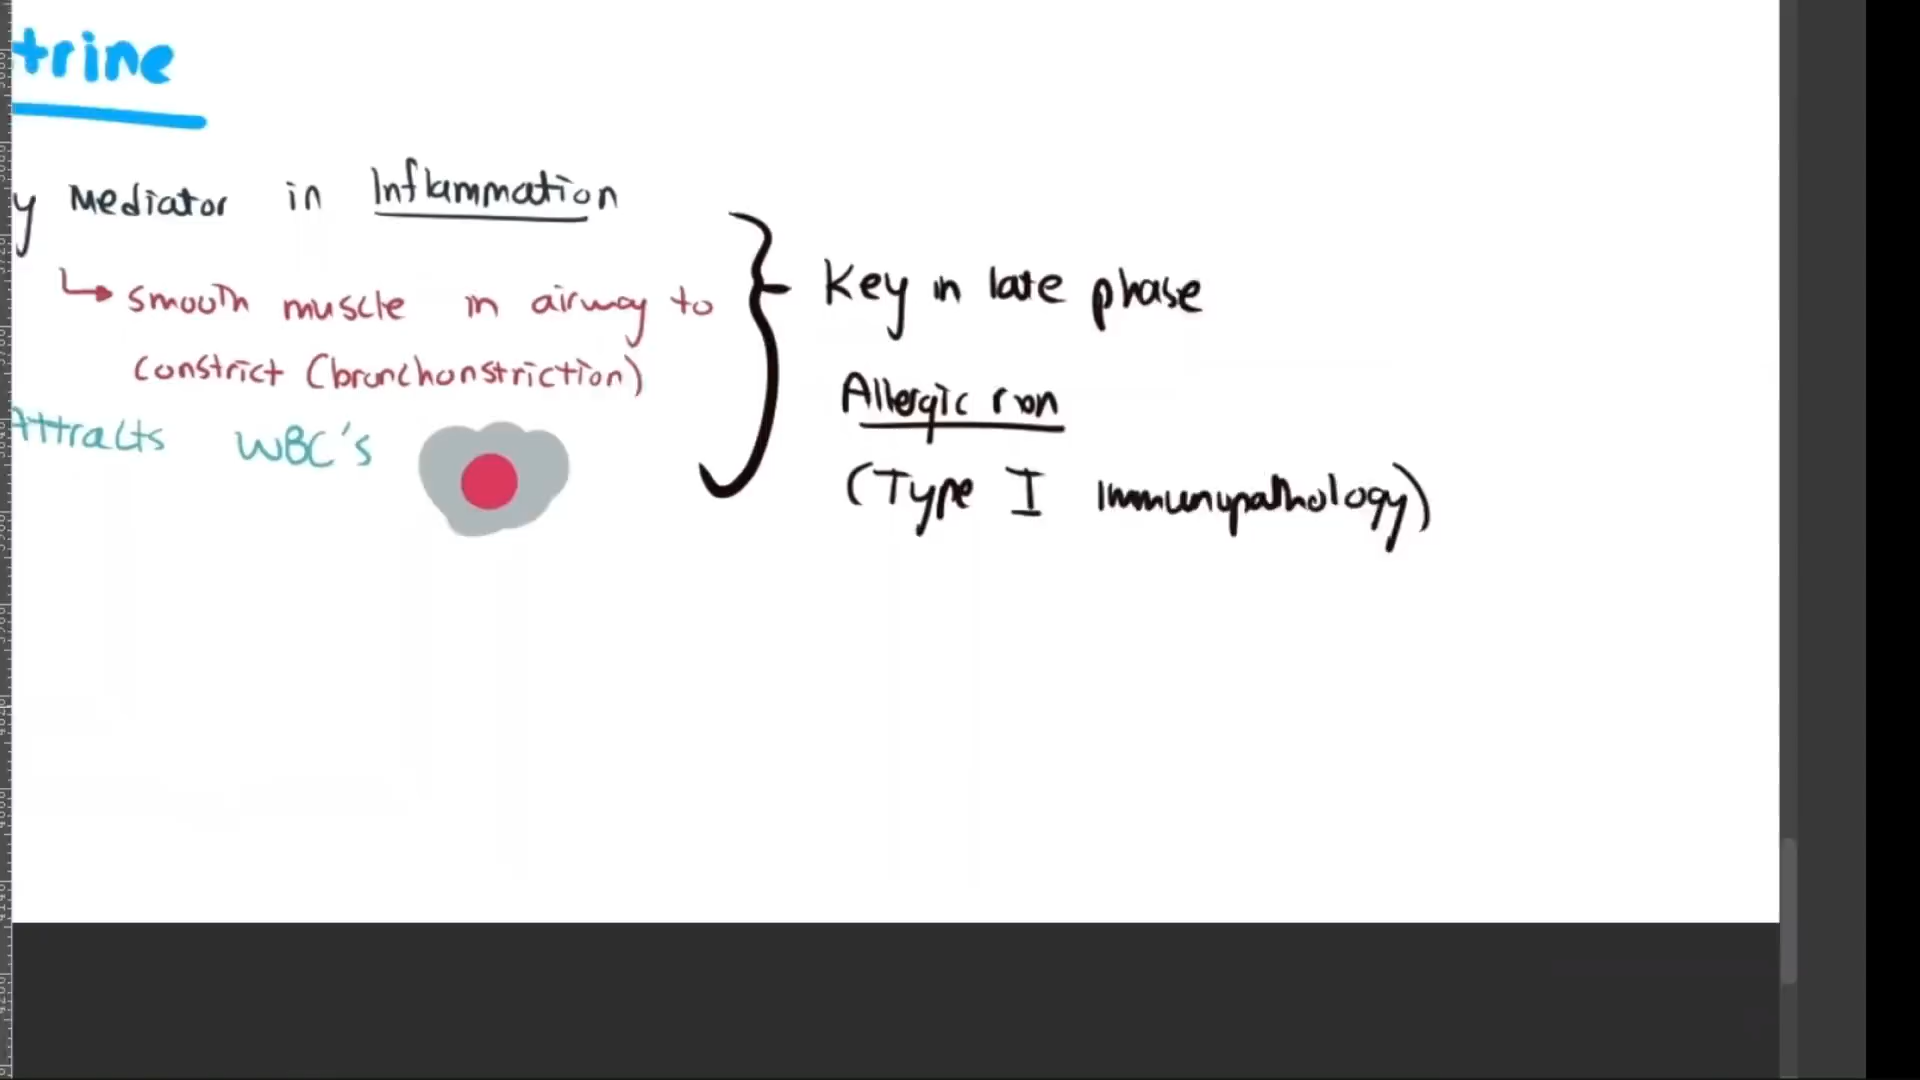 trine
y Mediator in Inflammation
↳ smooth muscle in airway to
constrict (bronchonstriction)
Attracts WBC's
Key in late phase
Allergic rxn
(Type I immunopathology)